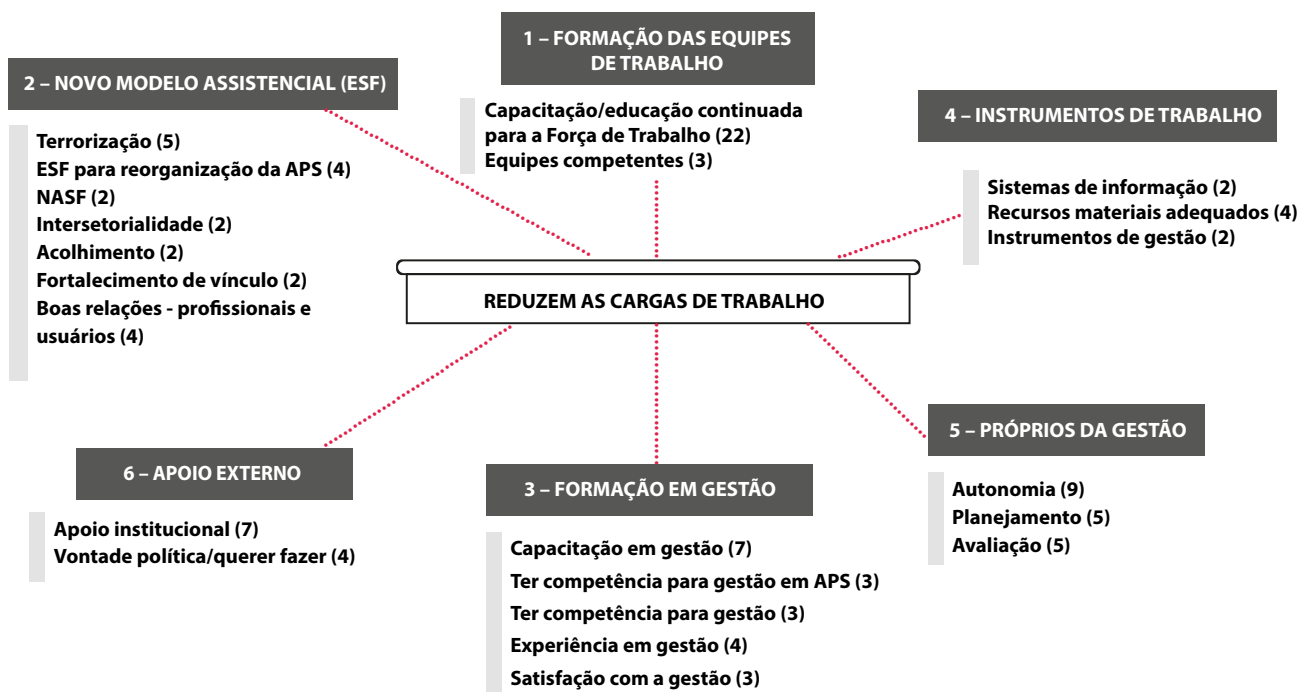 1 – FORMAÇÃO DAS EQUIPES
DE TRABALHO
Capacitação/educação continuada
para a Força de Trabalho (22)
Equipes competentes (3)
2 – NOVO MODELO ASSISTENCIAL (ESF)
Terrorização (5)
ESF para reorganização da APS (4)
NASF (2)
Intersetorialidade (2)
Acolhimento (2)
Fortalecimento de vínculo (2)
Boas relações - profissionais e
usuários (4)
4 – INSTRUMENTOS DE TRABALHO
Sistemas de informação (2)
Recursos materiais adequados (4)
Instrumentos de gestão (2)
REDUZEM AS CARGAS DE TRABALHO
6 – APOIO EXTERNO
Apoio institucional (7)
Vontade política/querer fazer (4)
3 – FORMAÇÃO EM GESTÃO
Capacitação em gestão (7)
Ter competência para gestão em APS (3)
Ter competência para gestão (3)
Experiência em gestão (4)
Satisfação com a gestão (3)
5 – PRÓPRIOS DA GESTÃO
Autonomia (9)
Planejamento (5)
Avaliação (5)